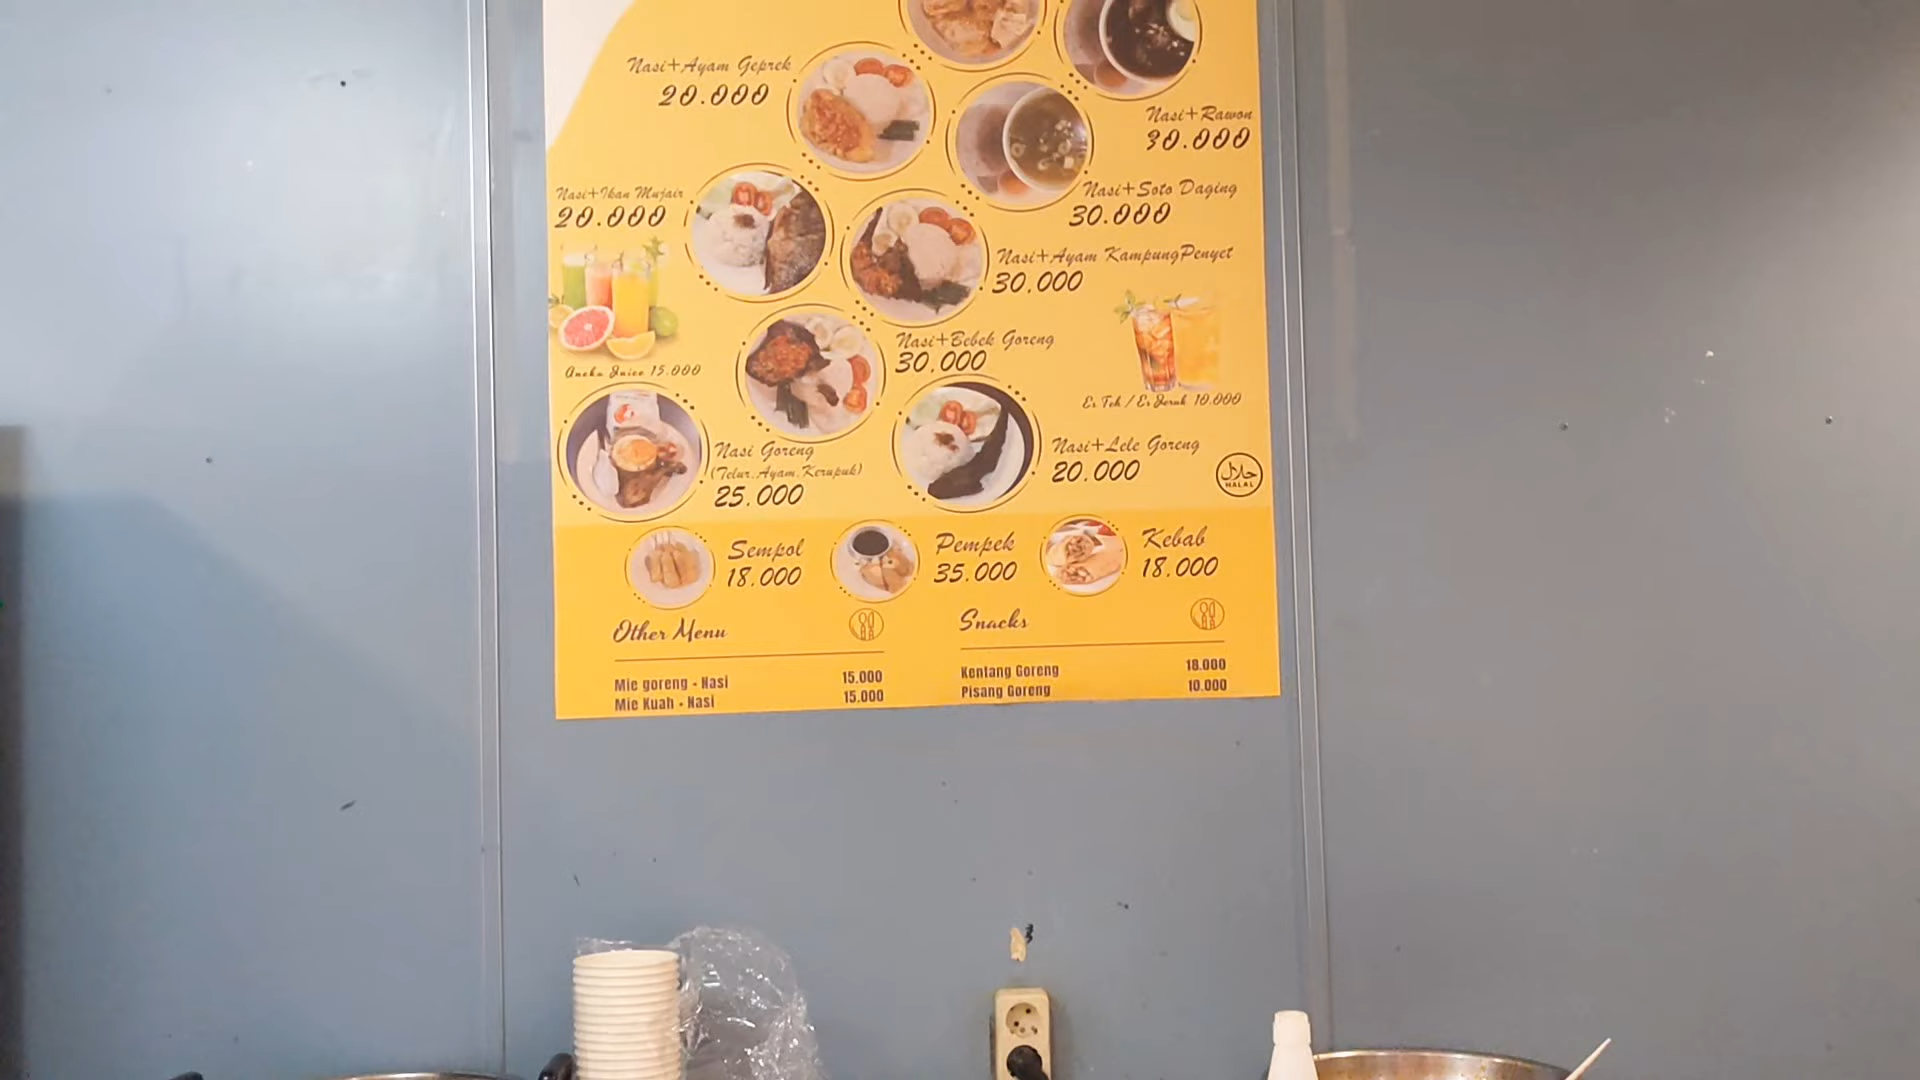 Nasi+Ayam Geprek
20.000
Nasi+Rawon
30.000
Nasi+Ikan Mujair
20.000
Nasi+Soto Daging
30.000
Nasi+Ayam KampungPenyet
30.000
Nasi+Bebek Goreng
30.000
Aneka Juice 15.000
Es Teh / Es Jeruk 10.000
Nasi Goreng
(Telur,Ayam,Kerupuk)
25.000
Nasi+Lele Goreng
20.000
حلال
HALAL
Sempol
18.000
Pempek
35.000
Kebab
18.000
Other Menu
Mie goreng - Nasi 15.000
Mie Kuah - Nasi 15.000
Snacks
Kentang Goreng 18.000
Pisang Goreng 10.000